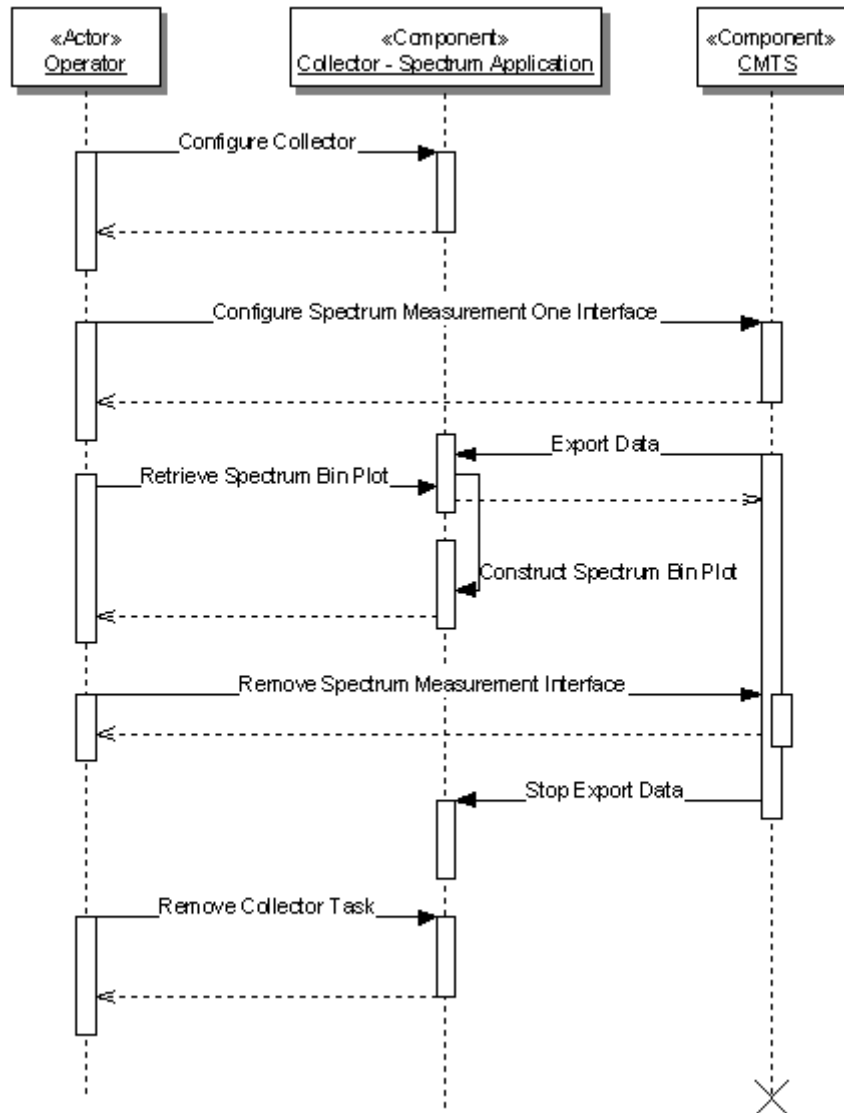 «Actor»
Operator
«Component»
Collector - Spectrum Application
«Component»
CMTS
Configure Collector
Configure Spectrum Measurement One Interface
Export Data
Retrieve Spectrum Bin Plot
Construct Spectrum Bin Plot
Remove Spectrum Measurement Interface
Stop Export Data
Remove Collector Task